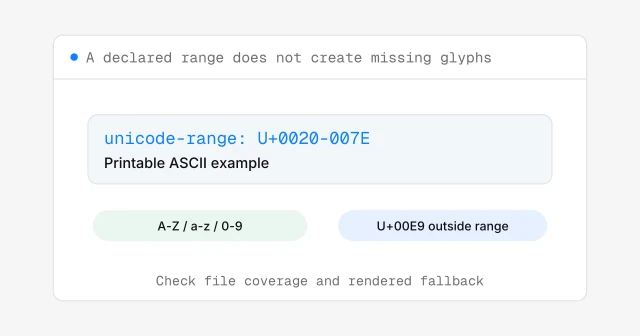 A declared range does not create missing glyphs
unicode-range: U+0020-007E
Printable ASCII example
A-Z / a-z / 0-9
U+00E9 outside range
Check file coverage and rendered fallback